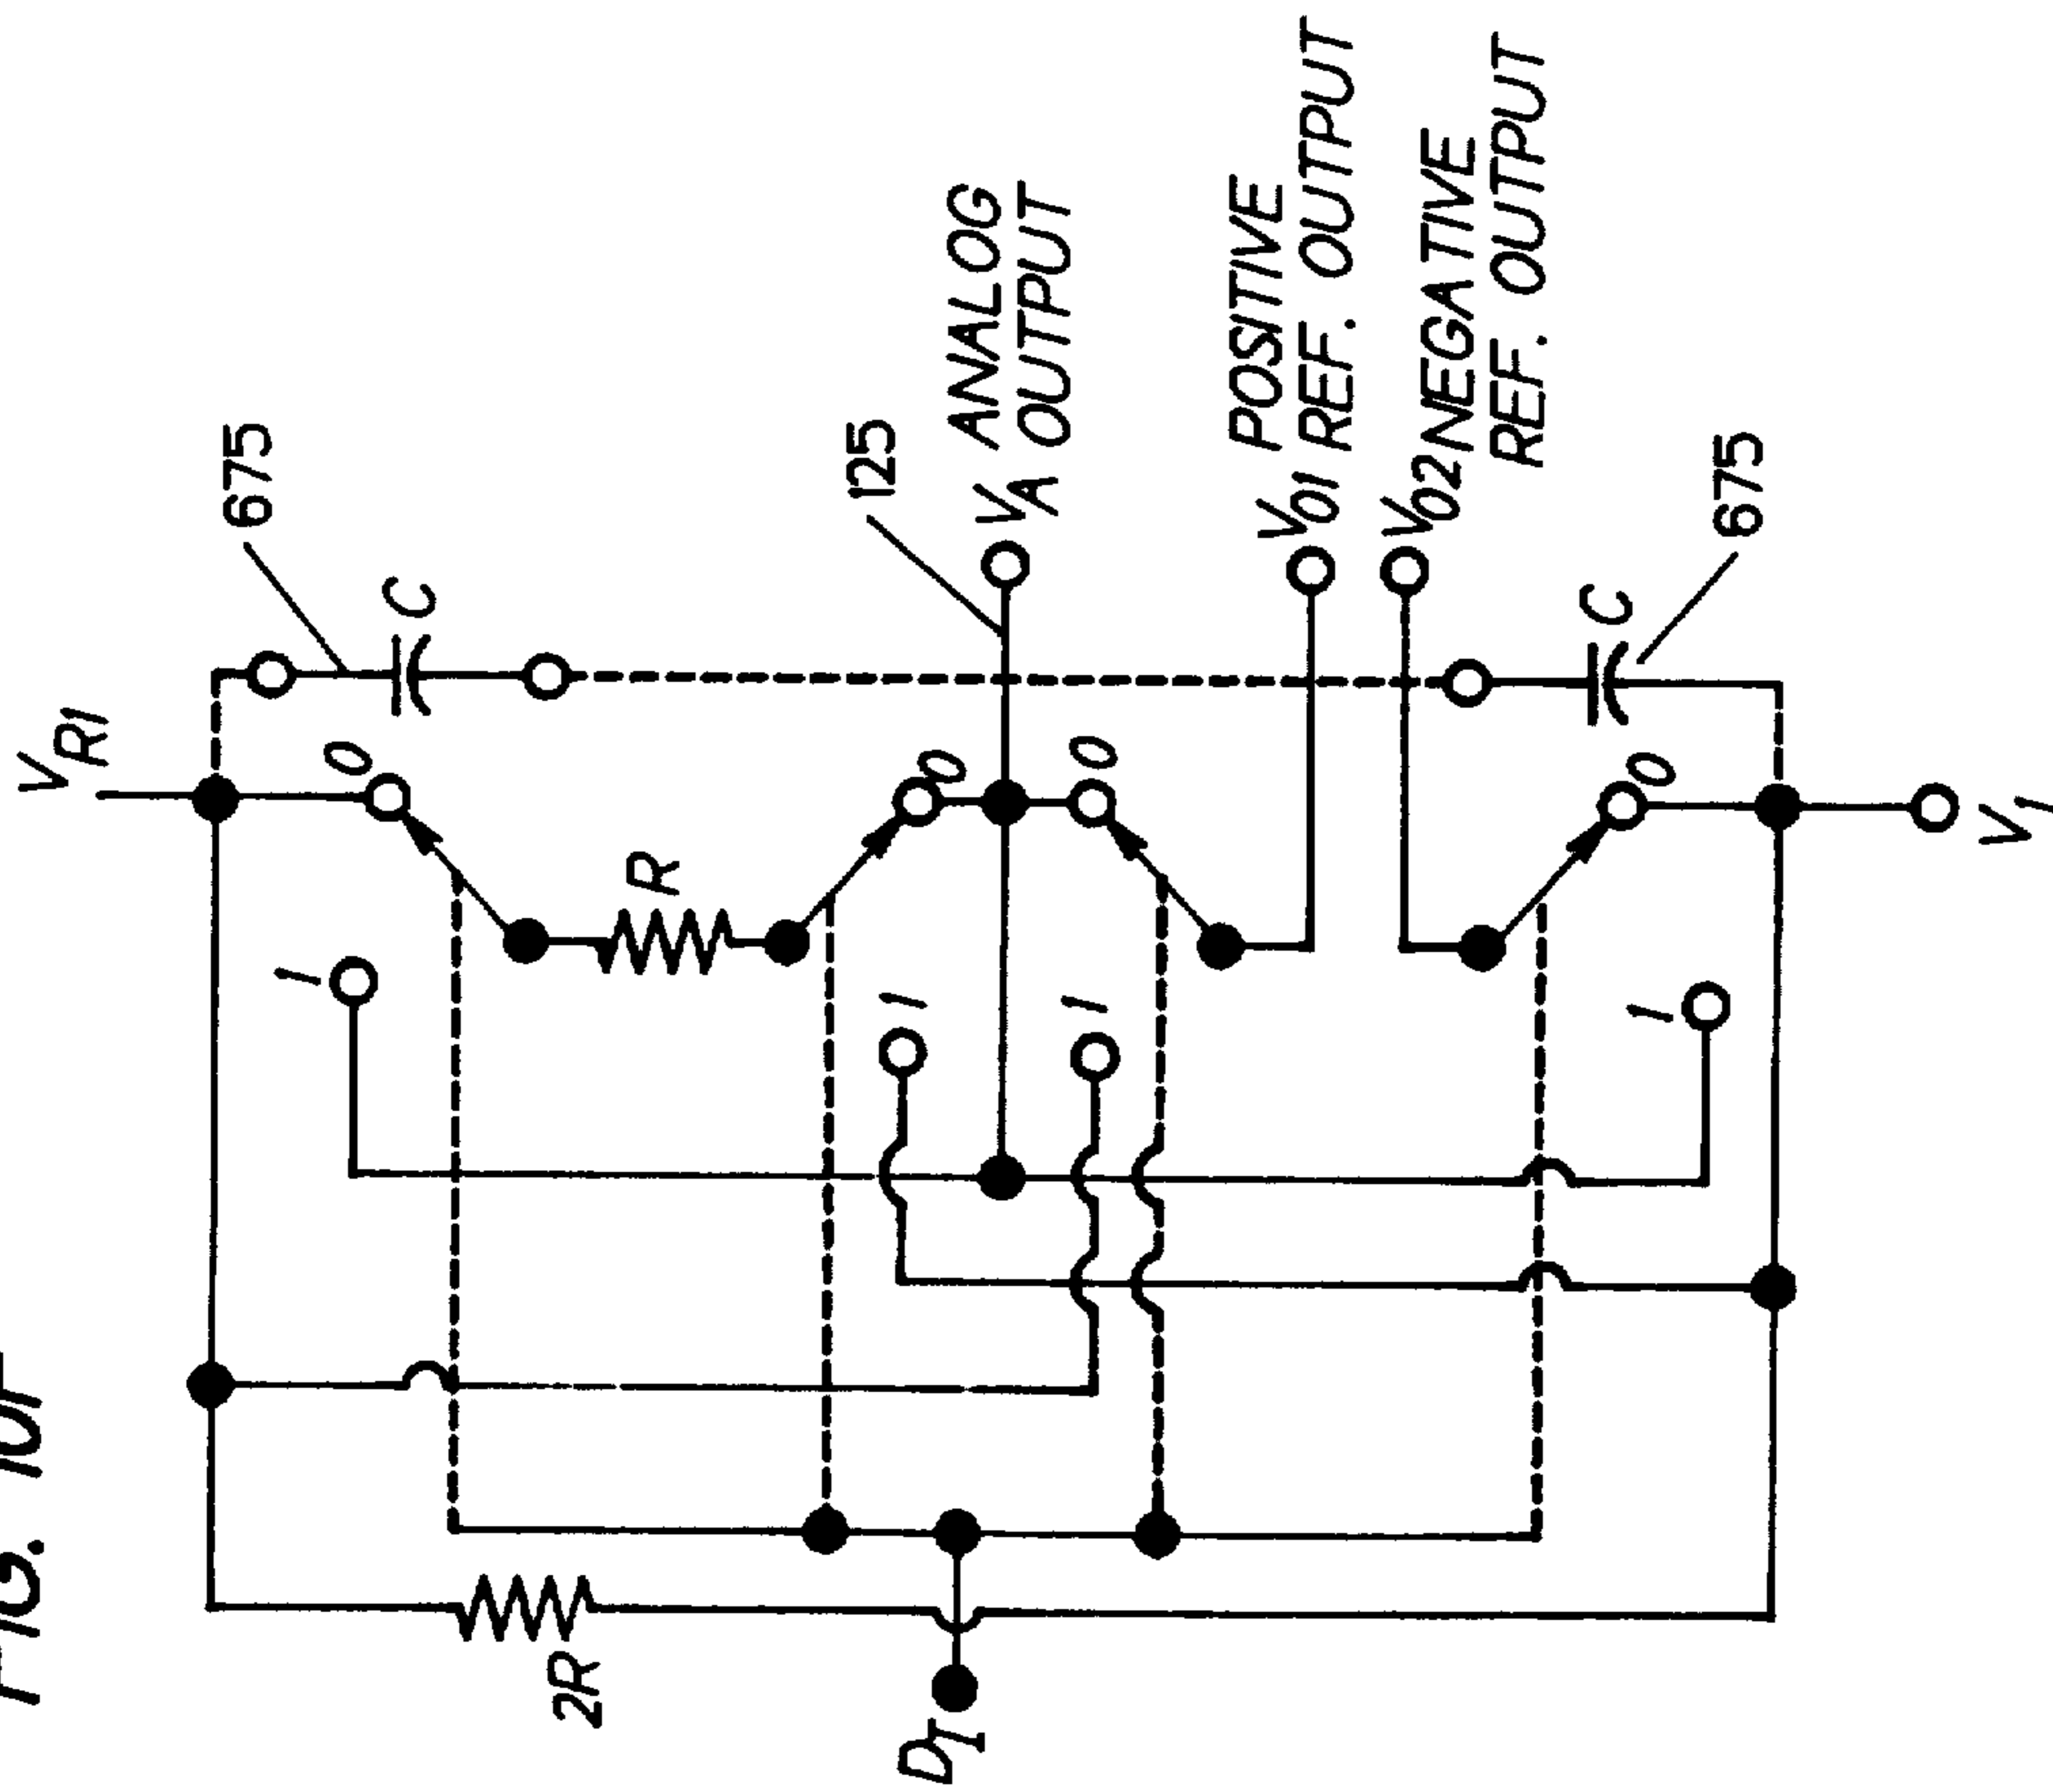 FIG. 10F
V_R1
675
C
0
1
R
0
1
125
V_A ANALOG
OUTPUT
0
1
POSITIVE
V_01 REF. OUTPUT
V_02 NEGATIVE
REF. OUTPUT
C
675
0
1
2R
D_I
V_I